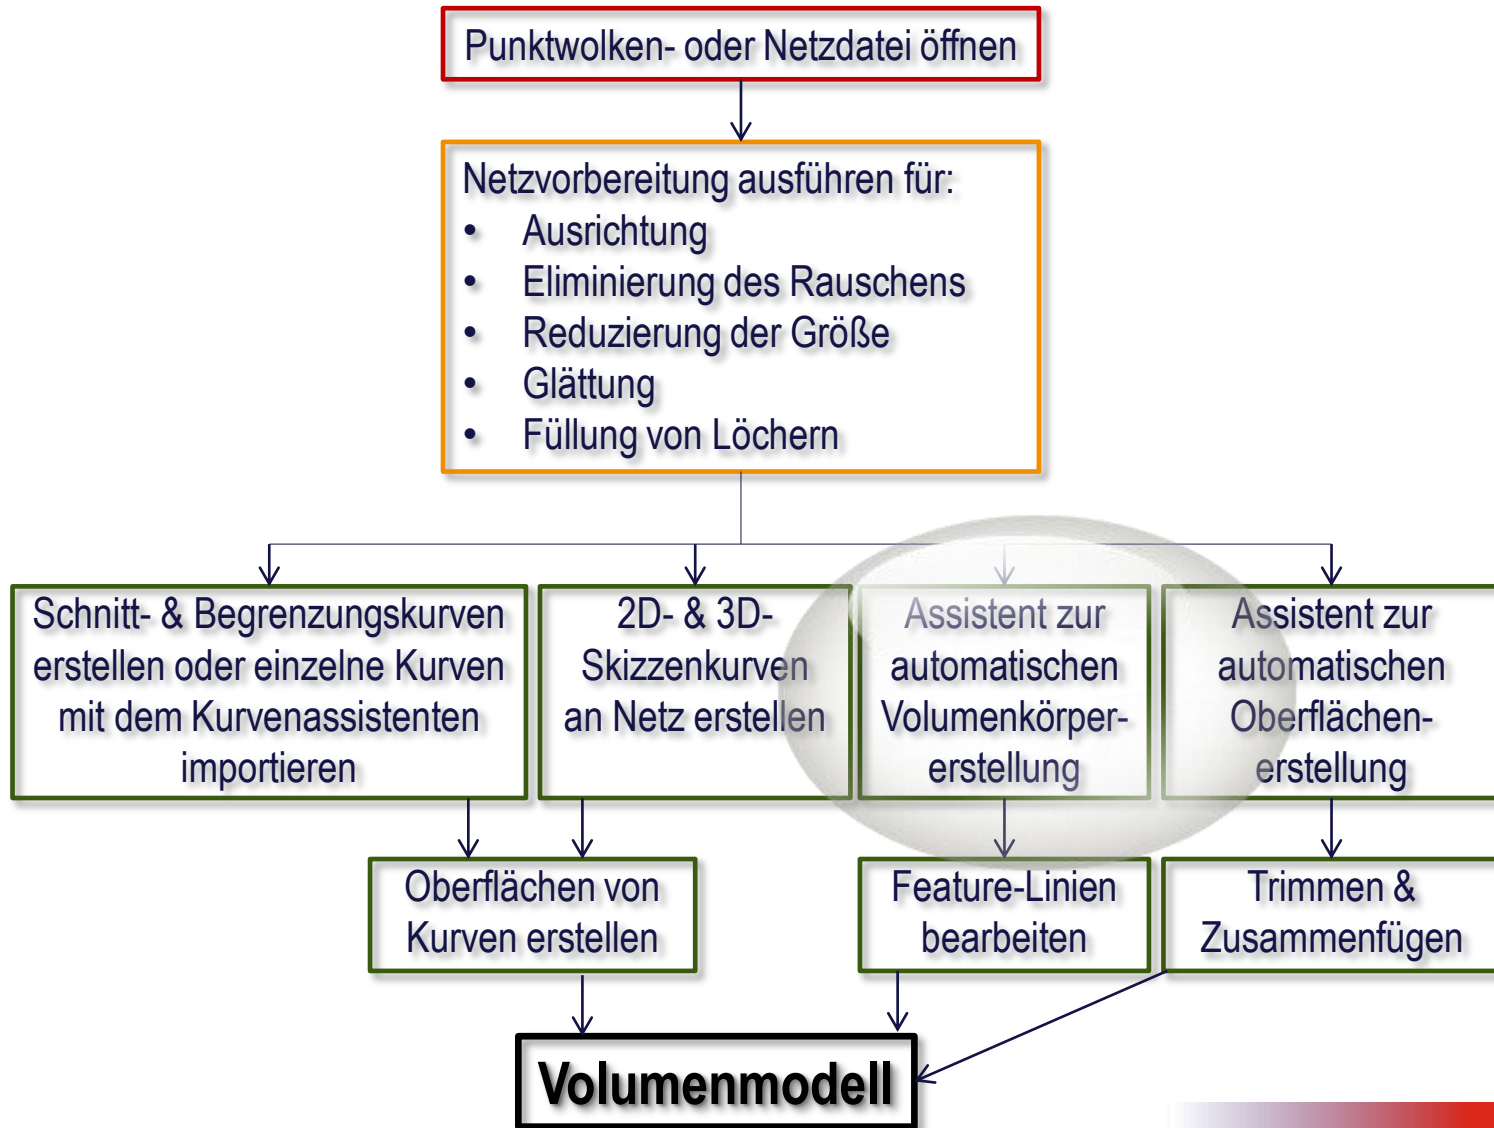 Punktwolken- oder Netzdatei öffnen
Netzvorbereitung ausführen für:
• Ausrichtung
• Eliminierung des Rauschens
• Reduzierung der Größe
• Glättung
• Füllung von Löchern
Schnitt- & Begrenzungskurven
erstellen oder einzelne Kurven
mit dem Kurvenassistenten
importieren
2D- & 3D-
Skizzenkurven
an Netz erstellen
Assistent zur
automatischen
Volumenkörper-
erstellung
Assistent zur
automatischen
Oberflächen-
erstellung
Oberflächen von
Kurven erstellen
Feature-Linien
bearbeiten
Trimmen &
Zusammenfügen
Volumenmodell